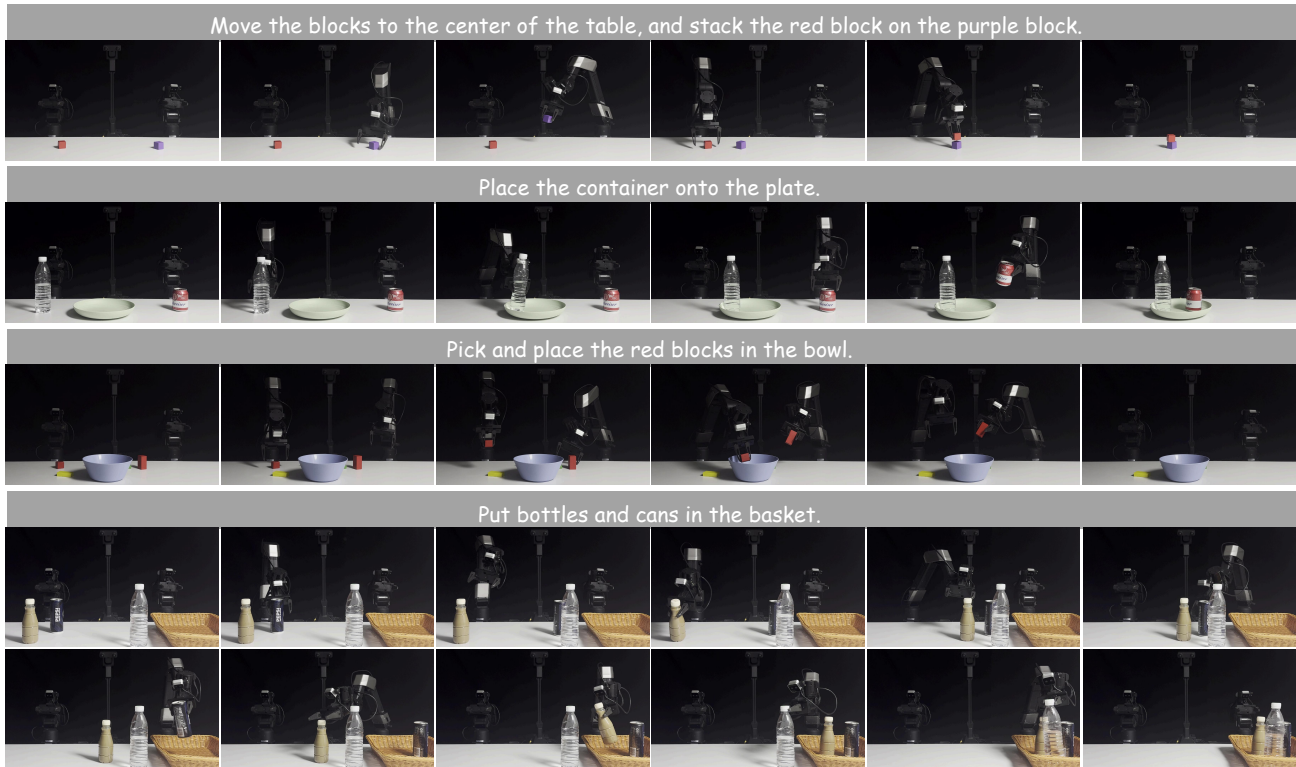 Move the blocks to the center of the table, and stack the red block on the purple block.
Place the container onto the plate.
Pick and place the red blocks in the bowl.
Put bottles and cans in the basket.